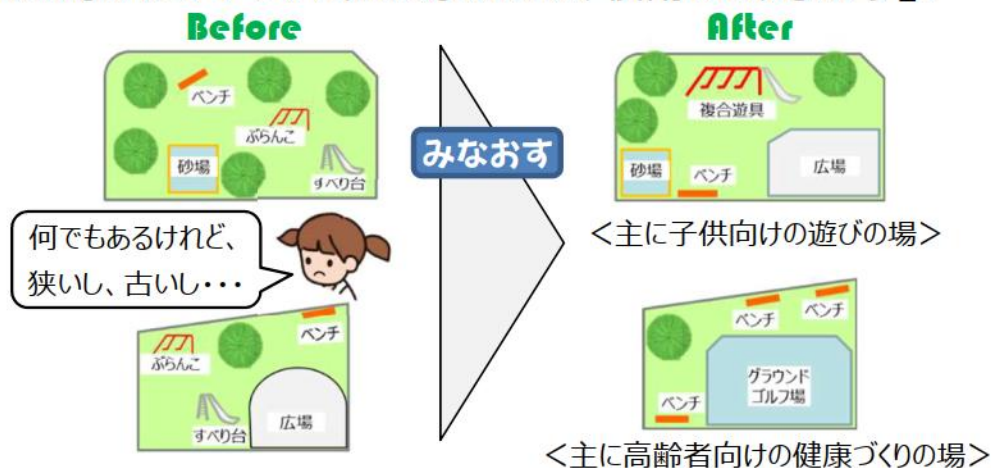 Before
ベンチ
ぶらんこ
砂場
すべり台
何でもあるけれど、
狭いし、古いし・・・
ベンチ
ぶらんこ
すべり台
広場
みなおす
After
複合遊具
砂場
ベンチ
広場
＜主に子供向けの遊びの場＞
ベンチ
ベンチ
ベンチ
グラウンド
ゴルフ場
＜主に高齢者向けの健康づくりの場＞